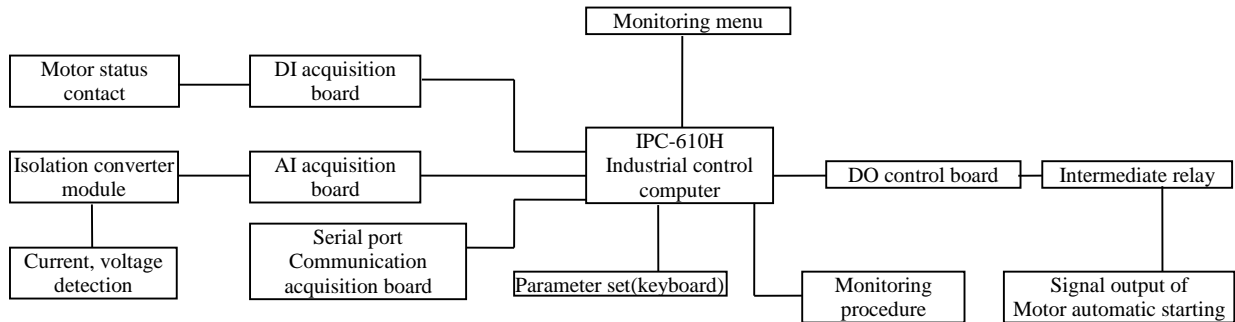 Monitoring menu
Motor status
contact
DI acquisition
board
IPC-610H
Industrial control
computer
Isolation converter
module
AI acquisition
board
DO control board
Intermediate relay
Serial port
Communication
acquisition board
Current, voltage
detection
Parameter set(keyboard)
Monitoring
procedure
Signal output of
Motor automatic starting